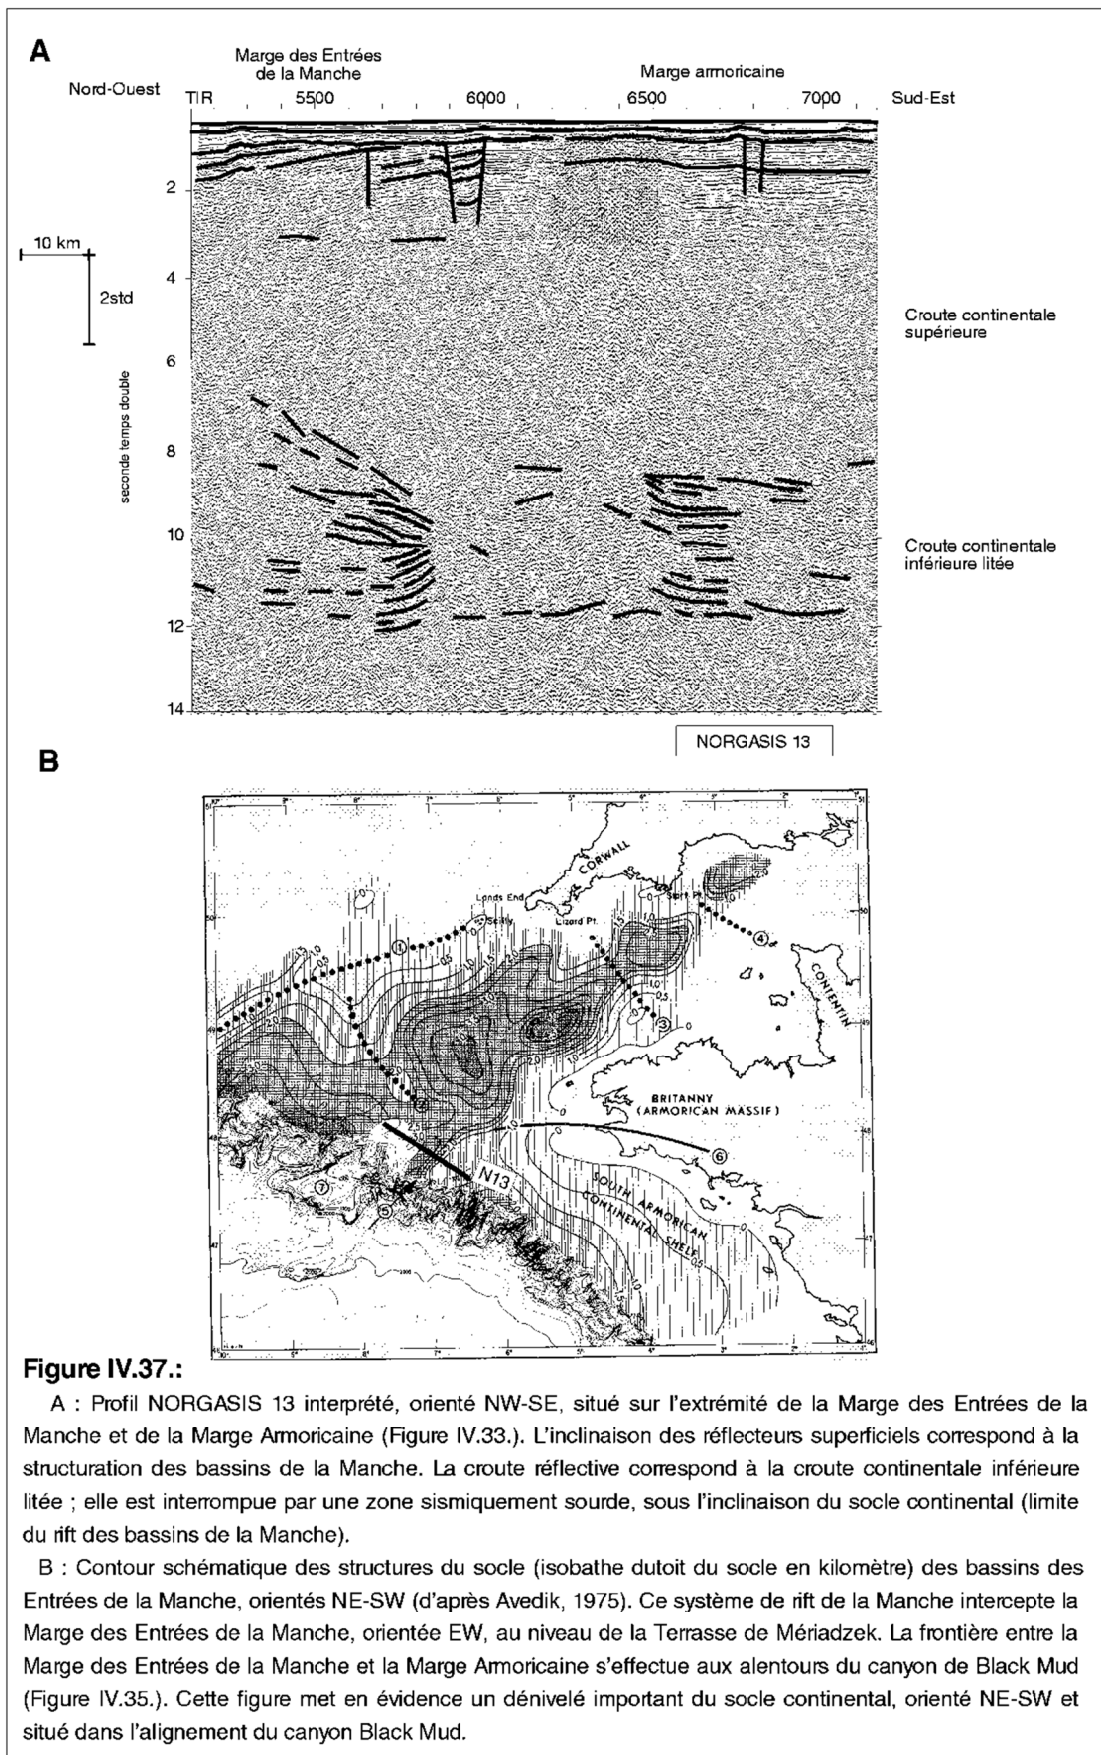 A
Marge des Entrées
de la Manche
Marge armoricaine
Nord-Ouest
TIR
5500
6000
6500
7000
Sud-Est
2
10 km
4
2std
Croute continentale
supérieure
6
seconde temps double
8
10
Croute continentale
inférieure litée
12
14
NORGASIS 13
B
CORWALL
Lands End
Scilly
Lizard Pt.
Start Pt.
CONTENTIN
1
2
3
4
BRITANNY
(ARMORICAN MASSIF)
6
N13
7
5
SOUTH ARMORICAN
CONTINENTAL SHELF
Figure IV.37.:
A : Profil NORGASIS 13 interprété, orienté NW-SE, situé sur l'extrémité de la Marge des Entrées de la
Manche et de la Marge Armoricaine (Figure IV.33.). L'inclinaison des réflecteurs superficiels correspond à la
structuration des bassins de la Manche. La croute réflective correspond à la croute continentale inférieure
litée ; elle est interrompue par une zone sismiquement sourde, sous l'inclinaison du socle continental (limite
du rift des bassins de la Manche).
B : Contour schématique des structures du socle (isobathe dutoit du socle en kilomètre) des bassins des
Entrées de la Manche, orientés NE-SW (d'après Avedik, 1975). Ce système de rift de la Manche intercepte la
Marge des Entrées de la Manche, orientée EW, au niveau de la Terrasse de Mériadzek. La frontière entre la
Marge des Entrées de la Manche et la Marge Armoricaine s'effectue aux alentours du canyon de Black Mud
(Figure IV.35.). Cette figure met en évidence un dénivelé important du socle continental, orienté NE-SW et
situé dans l'alignement du canyon Black Mud.